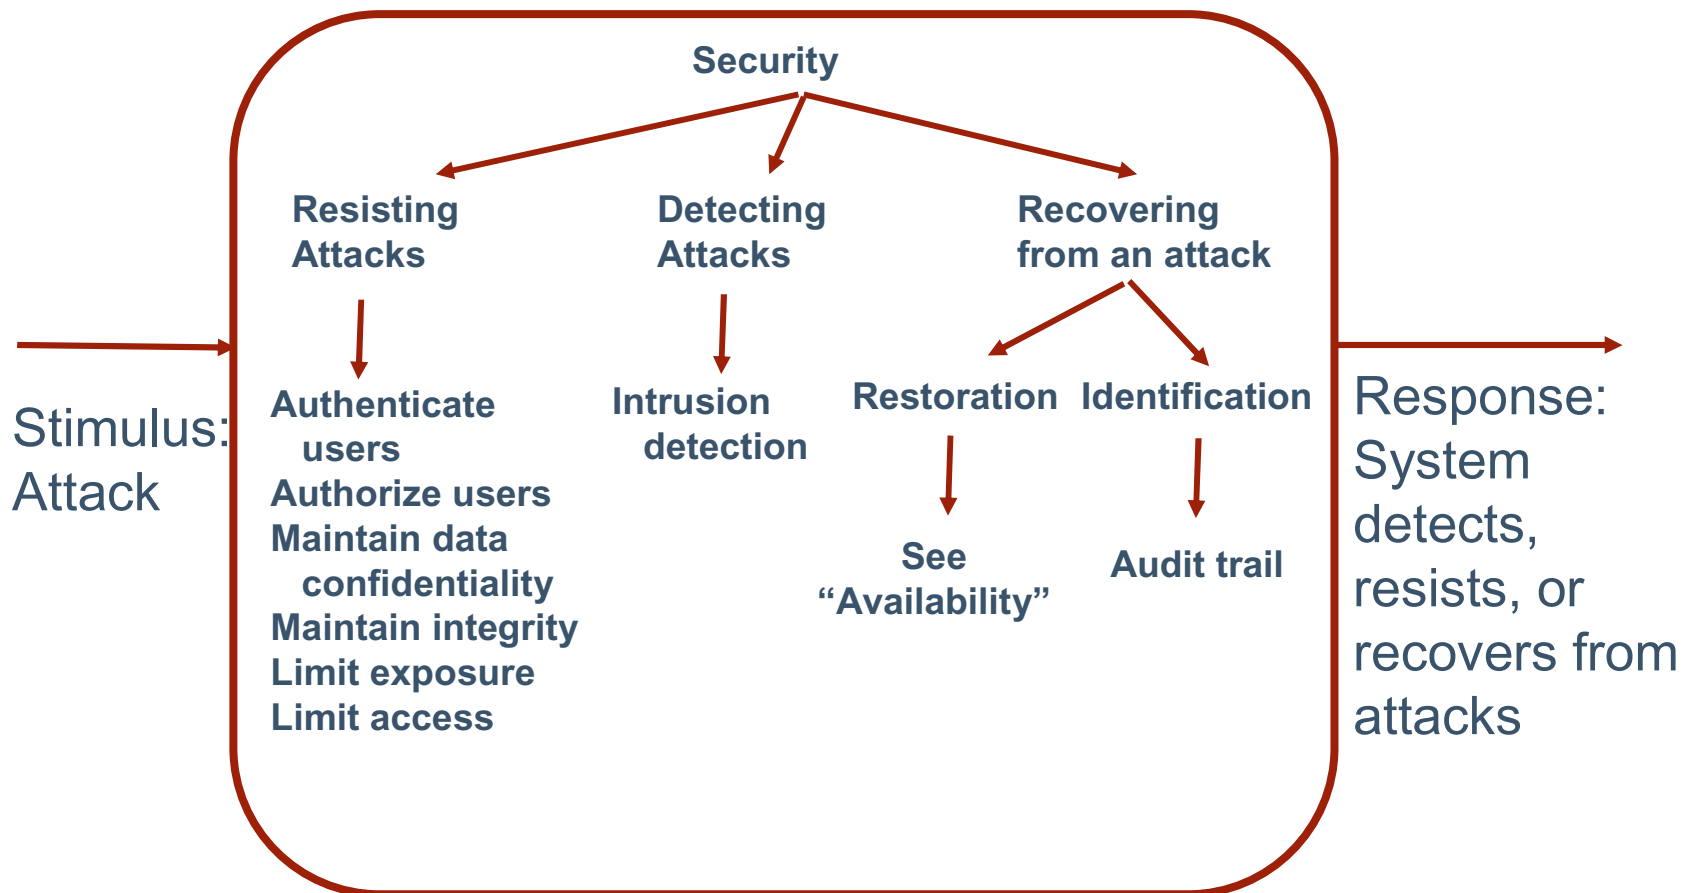 Security
Resisting
Attacks
Detecting
Attacks
Recovering
from an attack
Stimulus:
Attack
Authenticate
users
Authorize users
Maintain data
confidentiality
Maintain integrity
Limit exposure
Limit access
Intrusion
detection
Restoration
See
“Availability”
Identification
Audit trail
Response:
System
detects,
resists, or
recovers from
attacks